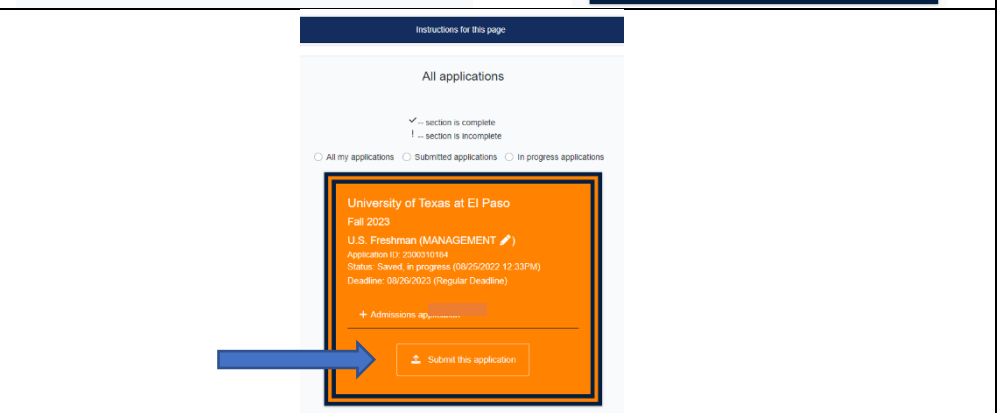 Instructions for this page
All applications
✓ -- section is complete
! -- section is incomplete
All my applications Submitted applications In progress applications
University of Texas at El Paso
Fall 2023
U.S. Freshman (MANAGEMENT )
Application ID: 2300310184
Status: Saved, in progress (08/25/2022 12:33PM)
Deadline: 08/26/2023 (Regular Deadline)
+ Admissions
Submit this application